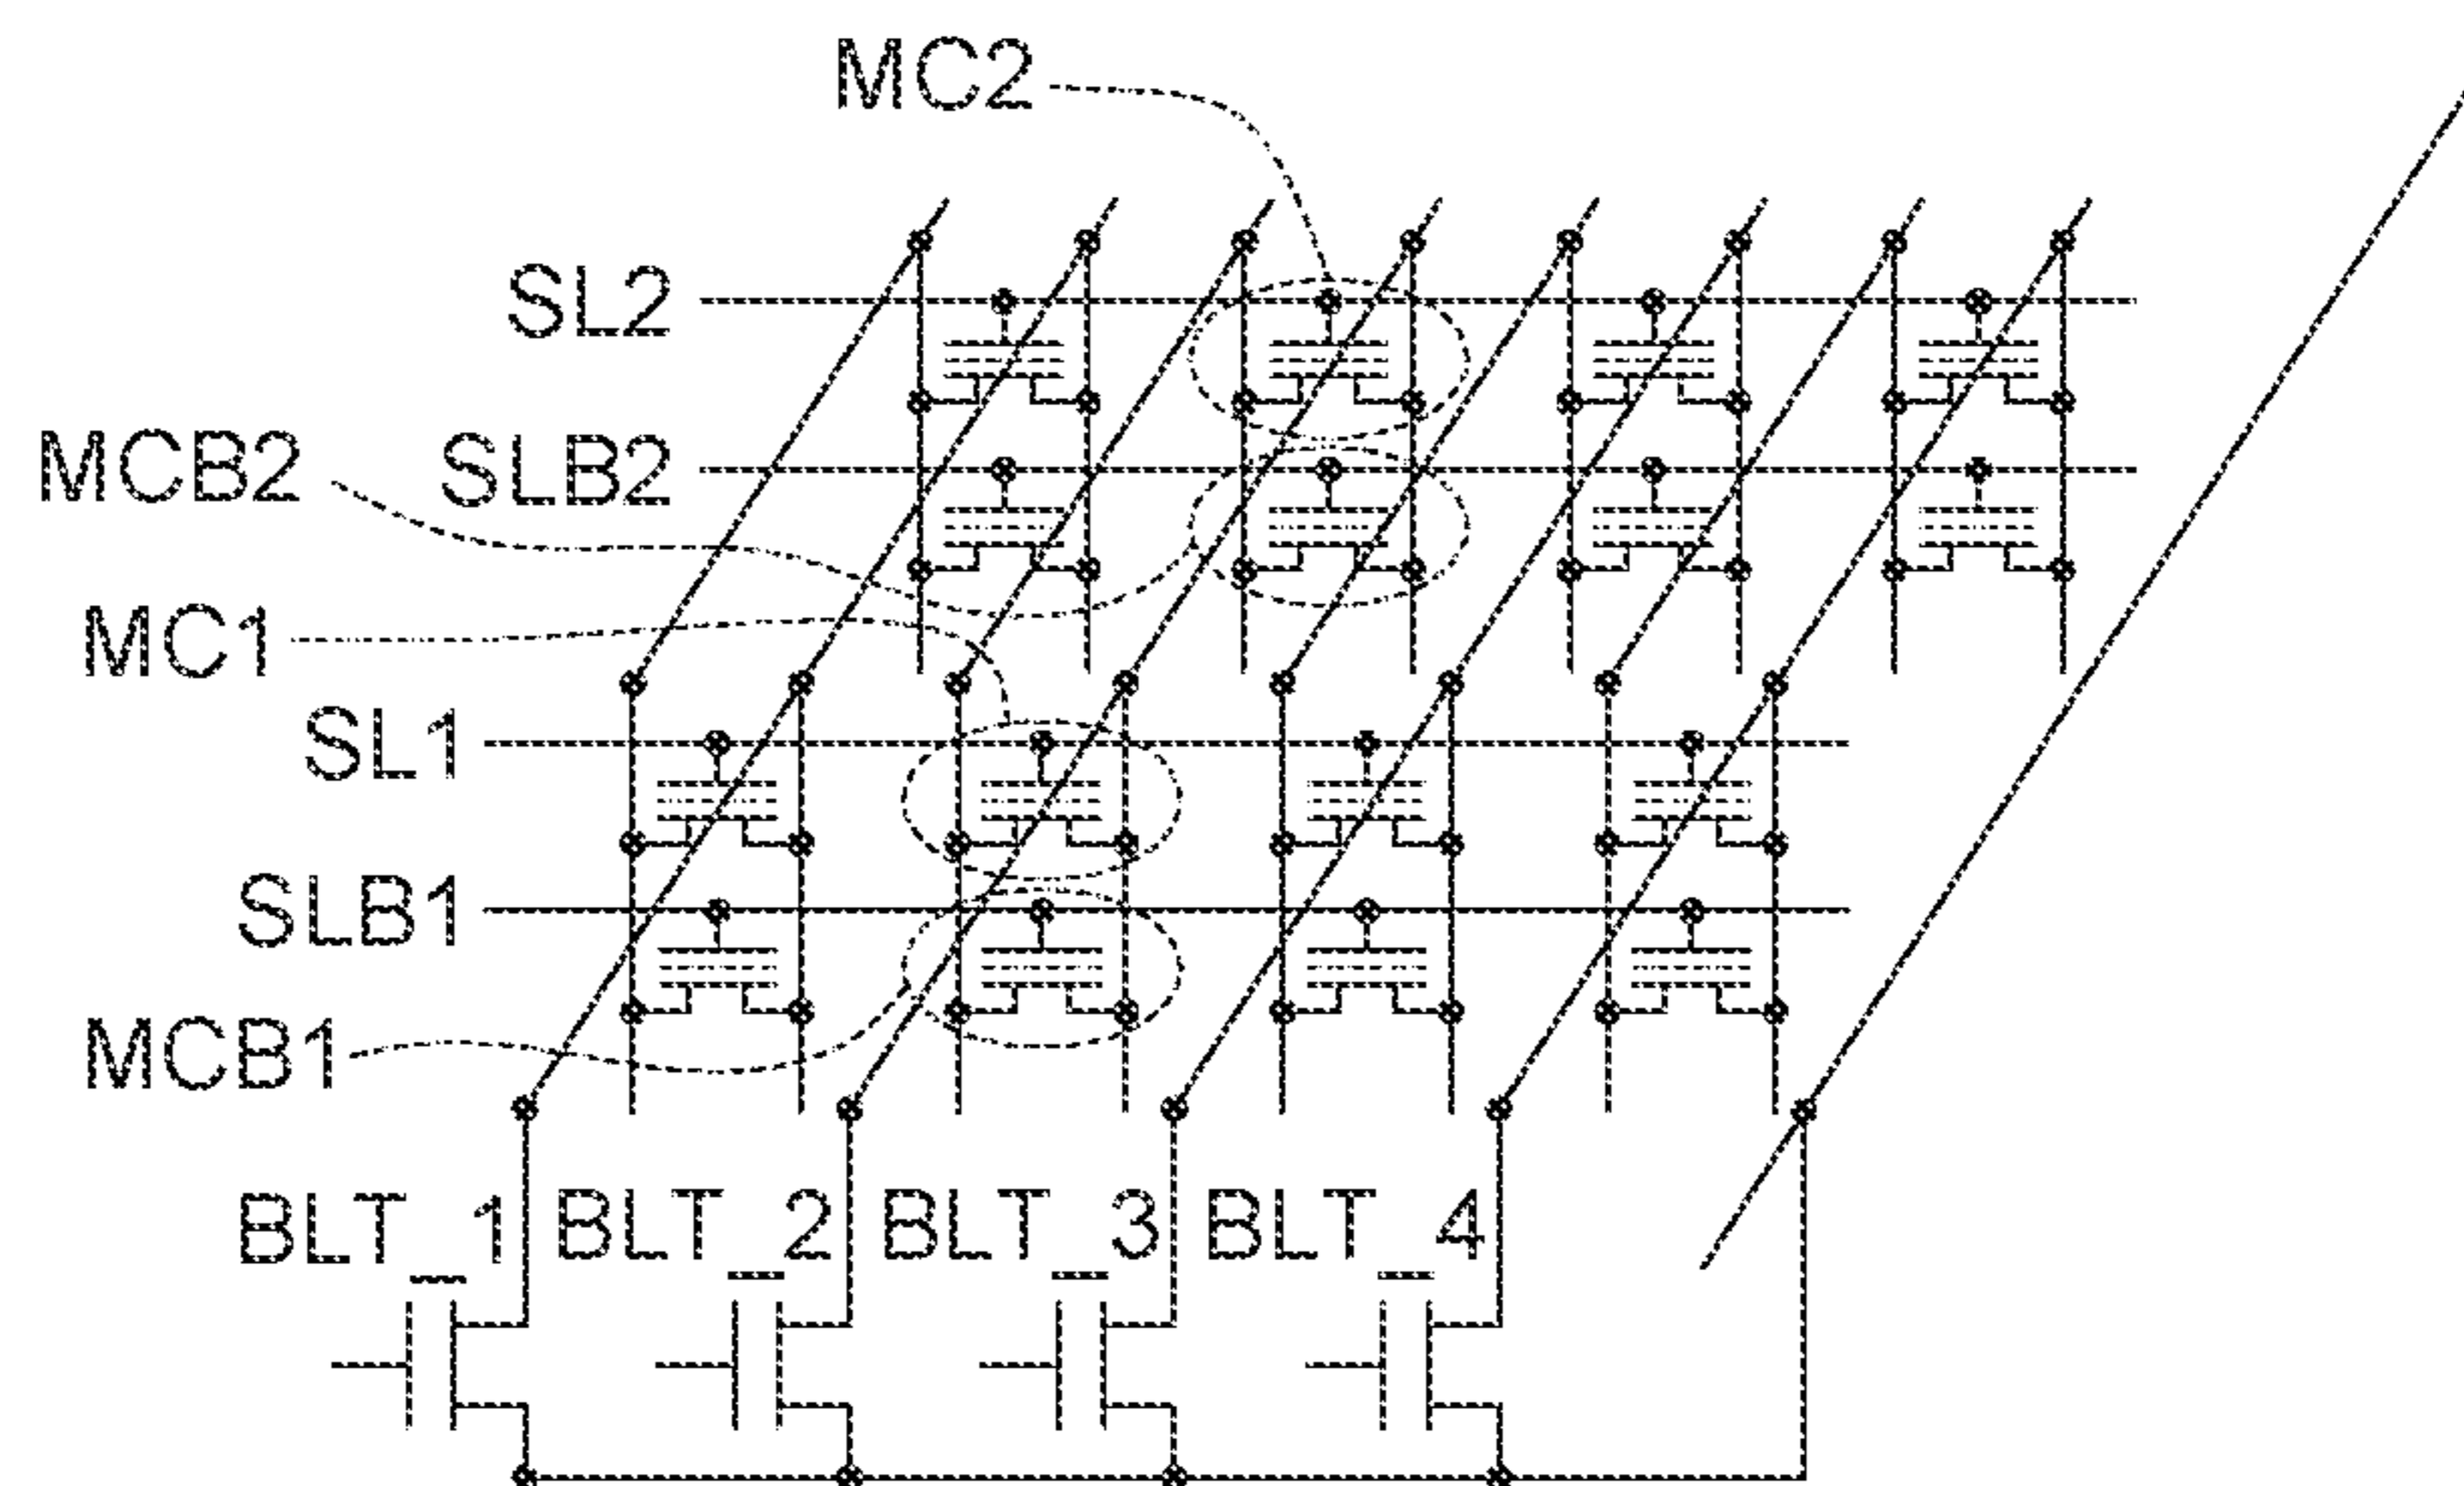 MC2
SL2
MCB2 SLB2
MC1
SL1
SLB1
MCB1
BLT_1 BLT_2 BLT_3 BLT_4